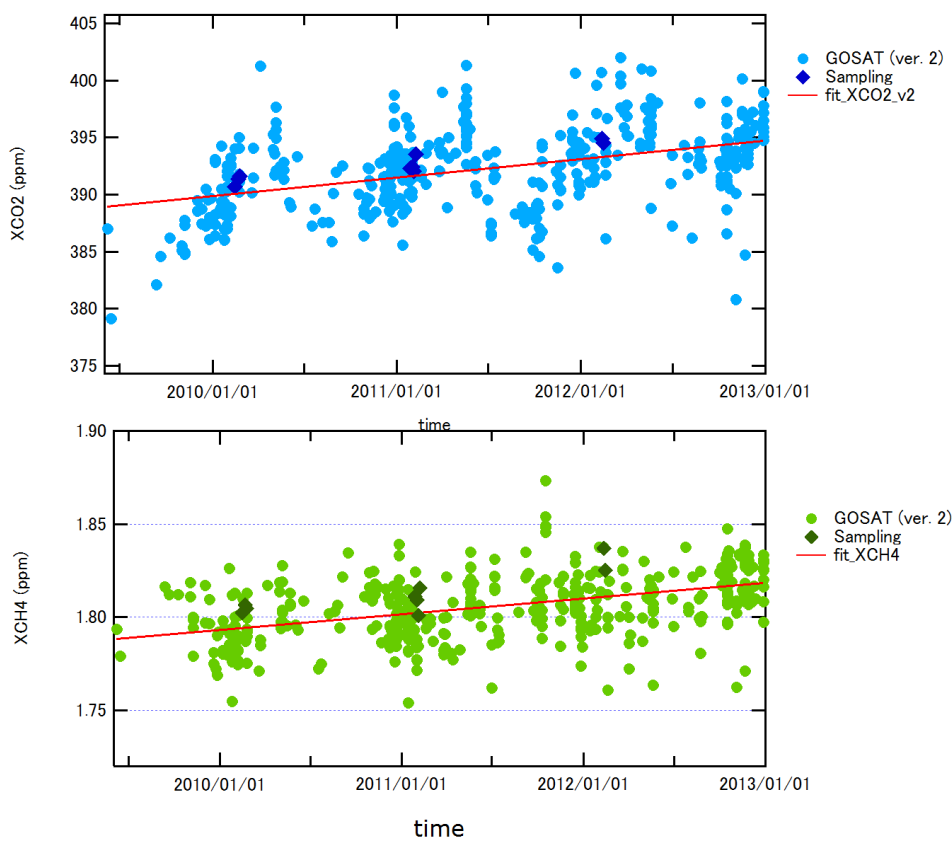 405
400
395
390
385
380
375
XCO2 (ppm)
2010/01/01
2011/01/01
2012/01/01
2013/01/01
time
GOSAT (ver. 2)
Sampling
fit_XCO2_v2
1.90
1.85
1.80
1.75
XCH4 (ppm)
2010/01/01
2011/01/01
2012/01/01
2013/01/01
time
GOSAT (ver. 2)
Sampling
fit_XCH4